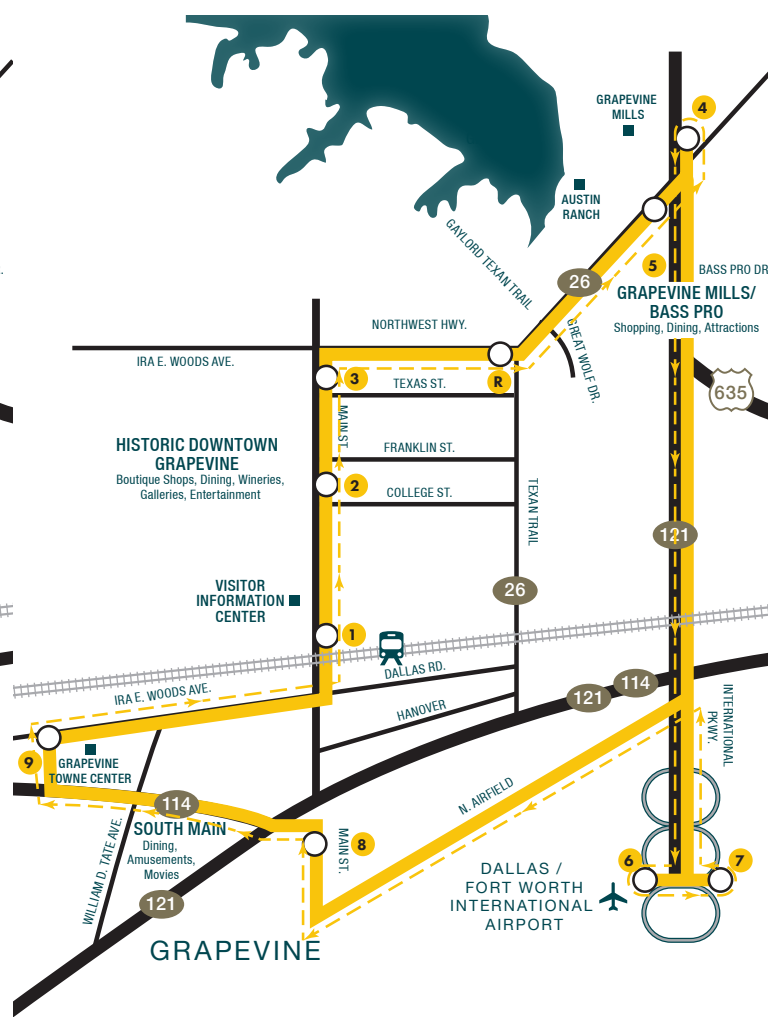 GRAPEVINE
MILLS
4
AUSTIN
RANCH
GAYLORD TEXAN TRAIL
5
BASS PRO DR
26
GRAPEVINE MILLS/
BASS PRO
Shopping, Dining, Attractions
NORTHWEST HWY.
GREAT WOLF DR.
IRA E. WOODS AVE.
3
R
TEXAS ST.
635
MAIN ST.
HISTORIC DOWNTOWN
GRAPEVINE
Boutique Shops, Dining, Wineries,
Galleries, Entertainment
FRANKLIN ST.
2
COLLEGE ST.
TEXAN TRAIL
121
VISITOR
INFORMATION
CENTER
26
1
DALLAS RD.
IRA E. WOODS AVE.
114
121
HANOVER
INTERNATIONAL
PKWY.
9
GRAPEVINE
TOWNE CENTER
114
N. AIRFIELD
SOUTH MAIN
Dining,
Amusements,
Movies
MAIN ST.
8
WILLIAM D. TATE AVE.
6
7
DALLAS /
FORT WORTH
INTERNATIONAL
AIRPORT
121
GRAPEVINE